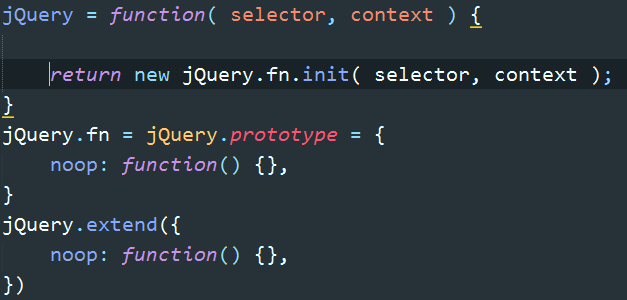 jQuery = function( selector, context ) {
return new jQuery.fn.init( selector, context );
}
jQuery.fn = jQuery.prototype = {
noop: function() {},
}
jQuery.extend({
noop: function() {},
})